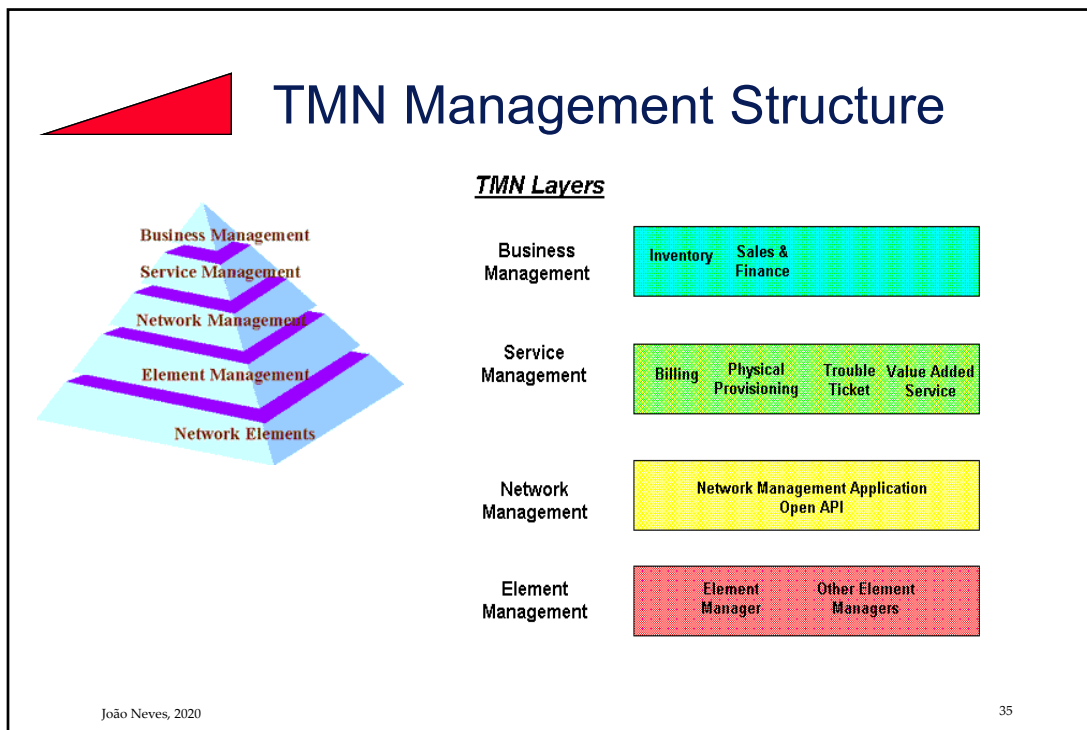 TMN Management Structure
Business Management
Service Management
Network Management
Element Management
Network Elements
TMN Layers
Business
Management
Inventory
Sales &
Finance
Service
Management
Billing
Physical
Provisioning
Trouble
Ticket
Value Added
Service
Network
Management
Network Management Application
Open API
Element
Management
Element
Manager
Other Element
Managers
João Neves, 2020
35